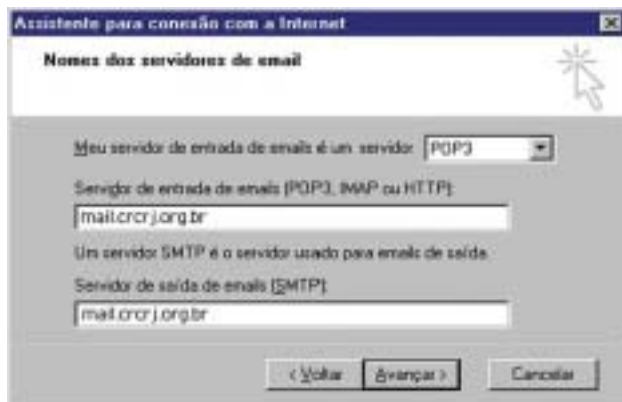 Assistente para conexão com a Internet
Nomes dos servidores de email
Meu servidor de entrada de emails é um servidor POP3
Servidor de entrada de emails (POP3, IMAP ou HTTP):
mail.crcrj.org.br
Um servidor SMTP é o servidor usado para emails de saída.
Servidor de saída de emails (SMTP):
mail.crcrj.org.br
< Voltar Avançar > Cancelar